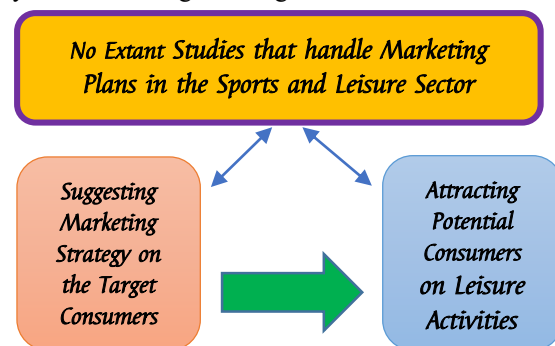 No Extant Studies that handle Marketing
Plans in the Sports and Leisure Sector
Suggesting
Marketing
Strategy on
the Target
Consumers
Attracting
Potential
Consumers
on Leisure
Activities